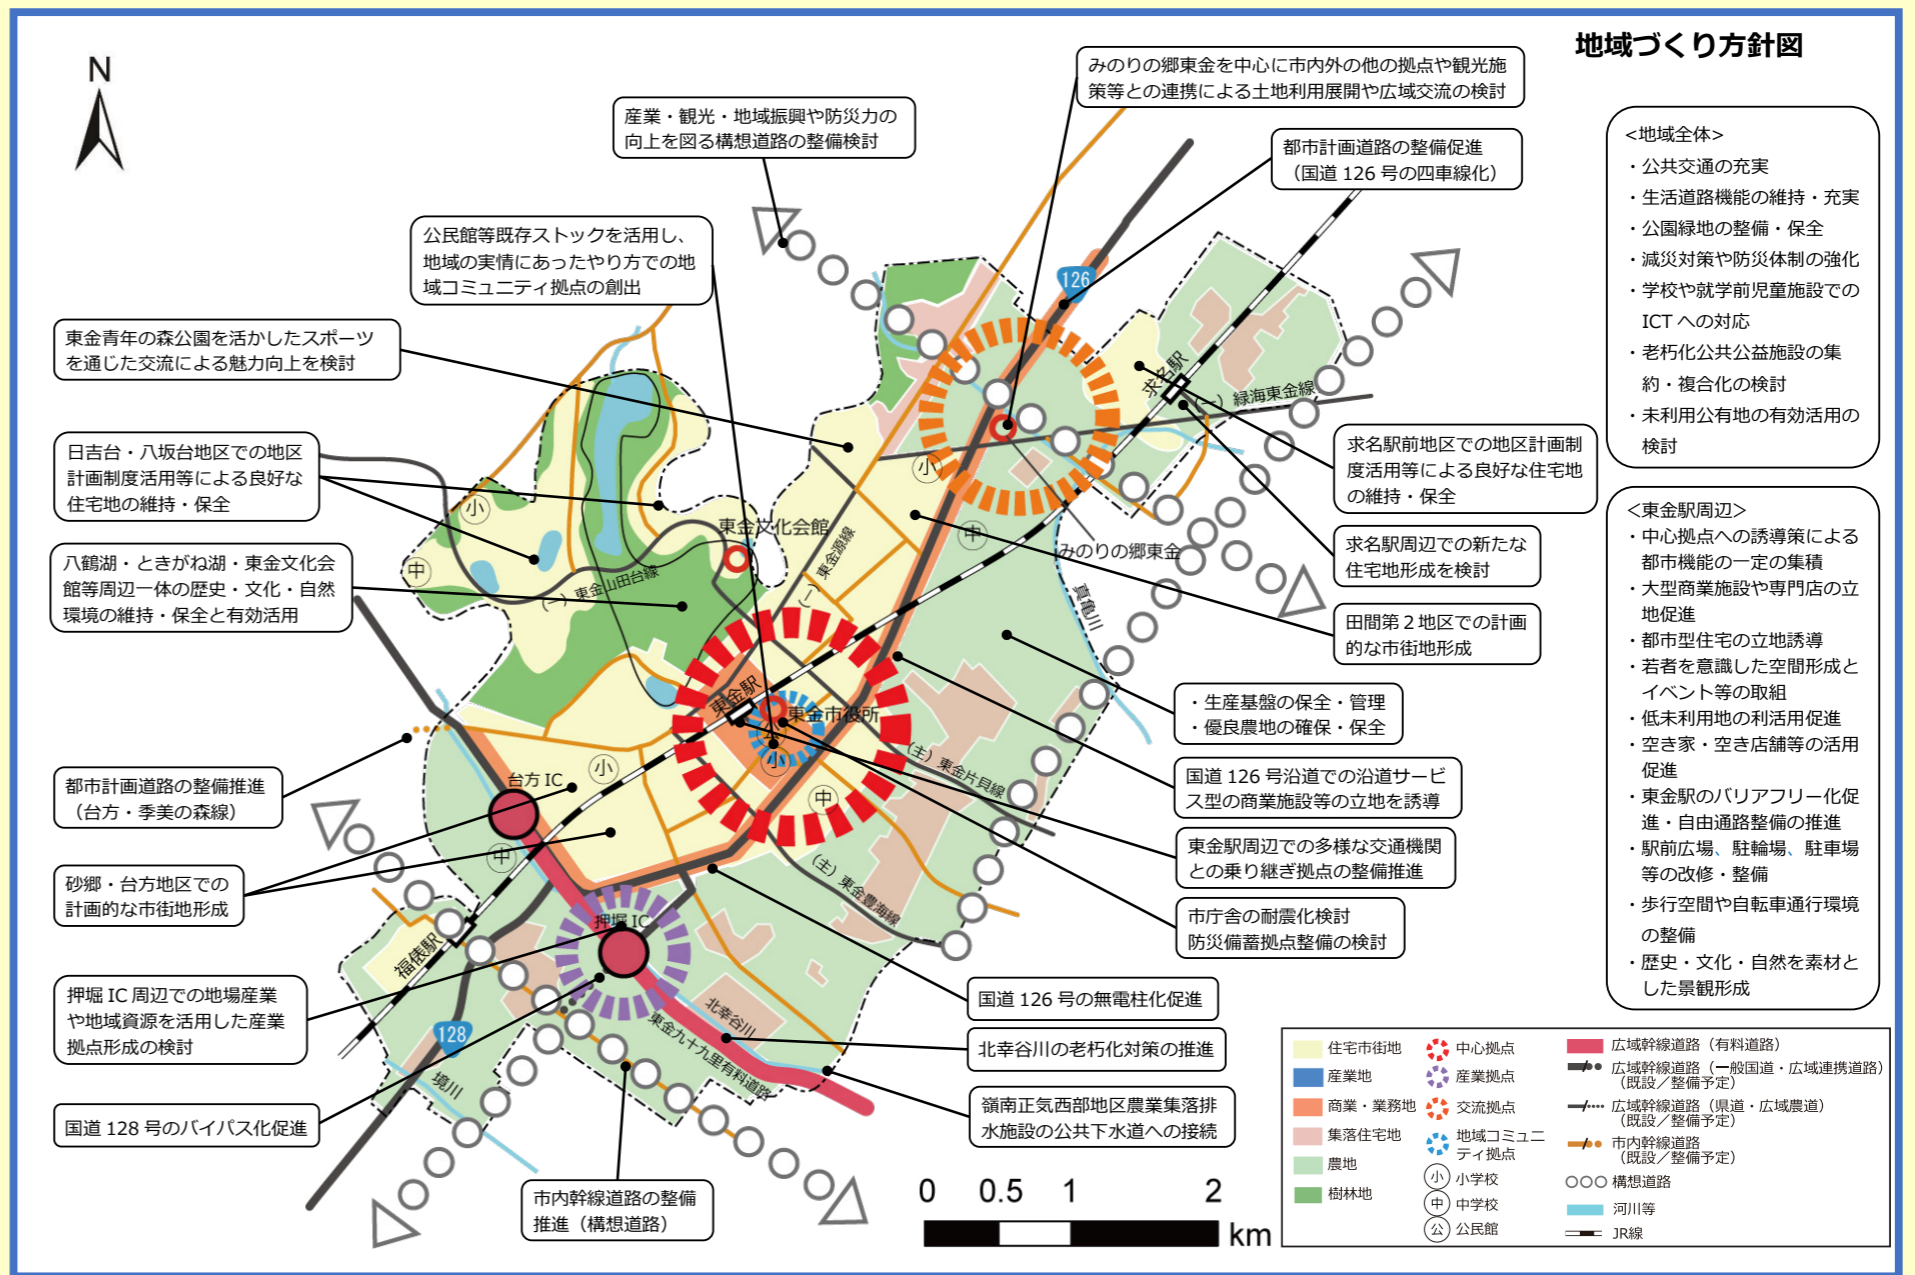 地域づくり方針図
N
みのりの郷東金を中心に市内外の他の拠点や観光施
策等との連携による土地利用展開や広域交流の検討
産業・観光・地域振興や防災力の
向上を図る構想道路の整備検討
都市計画道路の整備促進
（国道 126 号の四車線化）
公民館等既存ストックを活用し、
地域の実情にあったやり方での地
域コミュニティ拠点の創出
東金青年の森公園を活かしたスポーツ
を通じた交流による魅力向上を検討
日吉台・八坂台地区での地区
計画制度活用等による良好な
住宅地の維持・保全
八鶴湖・ときがね湖・東金文化会
館等周辺一体の歴史・文化・自然
環境の維持・保全と有効活用
都市計画道路の整備推進
（台方・季美の森線）
砂郷・台方地区での
計画的な市街地形成
押堀 IC 周辺での地場産業
や地域資源を活用した産業
拠点形成の検討
国道 128 号のバイパス化促進
市内幹線道路の整備
推進（構想道路）
求名駅前地区での地区計画制
度活用等による良好な住宅地
の維持・保全
求名駅周辺での新たな
住宅地形成を検討
田間第２地区での計画
的な市街地形成
・生産基盤の保全・管理
・優良農地の確保・保全
国道 126 号沿道での沿道サービ
ス型の商業施設等の立地を誘導
東金駅周辺での多様な交通機関
との乗り継ぎ拠点の整備推進
市庁舎の耐震化検討
防災備蓄拠点整備の検討
国道 126 号の無電柱化促進
北幸谷川の老朽化対策の推進
嶺南正気西部地区農業集落排
水施設の公共下水道への接続
126
求名駅
（一）緑海東金線
小
中
みのりの郷東金
真亀川
東金文化会館
（一）東金源線
（一）東金山田台線
小
中
東金駅
東金市役所
公
小
中
（主）東金片貝線
（主）東金豊海線
台方 IC
小
中
押堀 IC
福俵駅
128
境川
北幸谷川
東金九十九里有料道路
＜地域全体＞
・公共交通の充実
・生活道路機能の維持・充実
・公園緑地の整備・保全
・減災対策や防災体制の強化
・学校や就学前児童施設での
ICT への対応
・老朽化公共公益施設の集
約・複合化の検討
・未利用公有地の有効活用の
検討
＜東金駅周辺＞
・中心拠点への誘導策による
都市機能の一定の集積
・大型商業施設や専門店の立
地促進
・都市型住宅の立地誘導
・若者を意識した空間形成と
イベント等の取組
・低未利用地の利活用促進
・空き家・空き店舗等の活用
促進
・東金駅のバリアフリー化促
進・自由通路整備の推進
・駅前広場、駐輪場、駐車場
等の改修・整備
・歩行空間や自転車通行環境
の整備
・歴史・文化・自然を素材と
した景観形成
0 0.5 1 2
km
住宅市街地
産業地
商業・業務地
集落住宅地
農地
樹林地
中心拠点
産業拠点
交流拠点
地域コミュニ
ティ拠点
小 小学校
中 中学校
公 公民館
広域幹線道路（有料道路）
広域幹線道路（一般国道・広域連携道路）
（既設／整備予定）
広域幹線道路（県道・広域農道）
（既設／整備予定）
市内幹線道路
（既設／整備予定）
構想道路
河川等
JR線